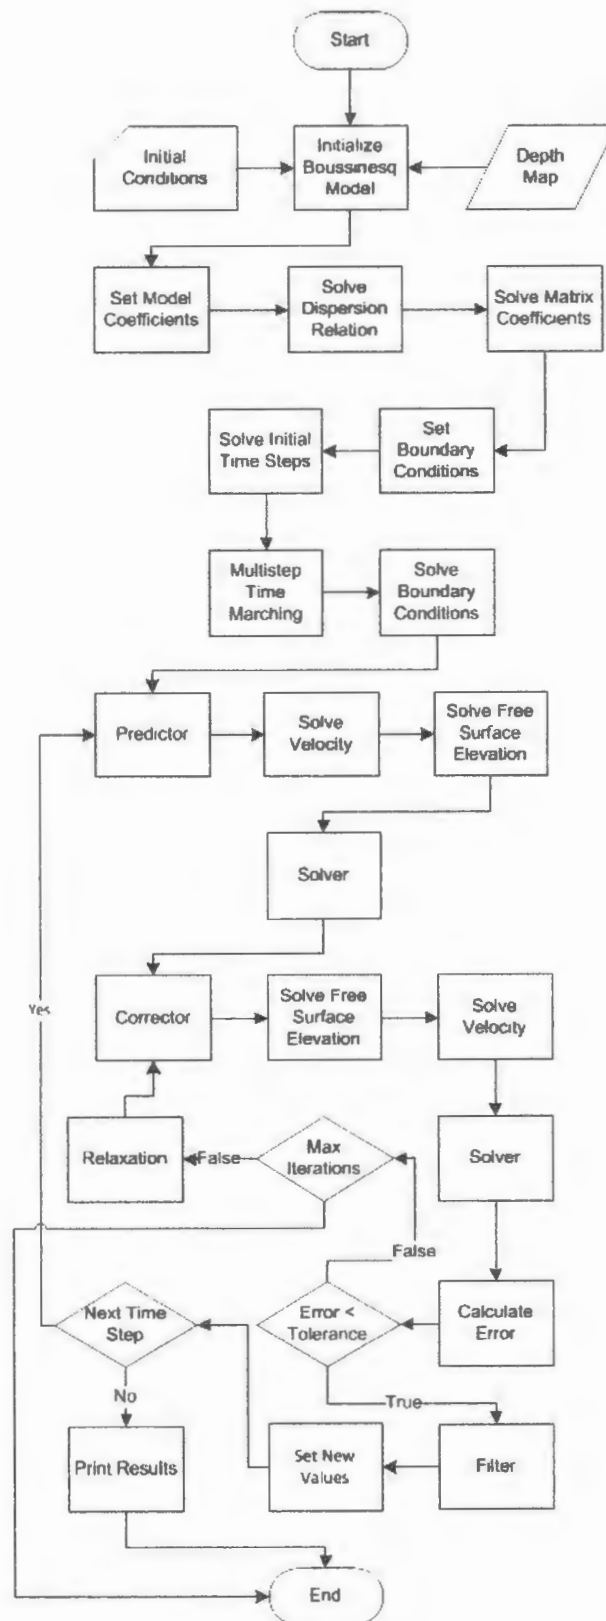 Start
Initial
Conditions
Initialize
Boussinesq
Model
Depth
Map
Set Model
Coefficients
Solve
Dispersion
Relation
Solve Matrix
Coefficients
Solve Initial
Time Steps
Set
Boundary
Conditions
Multistep
Time
Marching
Solve
Boundary
Conditions
Predictor
Solve
Velocity
Solve Free
Surface
Elevation
Solver
Yes
Corrector
Solve Free
Surface
Elevation
Solve
Velocity
Relaxation
False
Max
Iterations
Solver
False
Next Time
Step
Error <
Tolerance
Calculate
Error
No
True
Print Results
Set New
Values
Filter
End